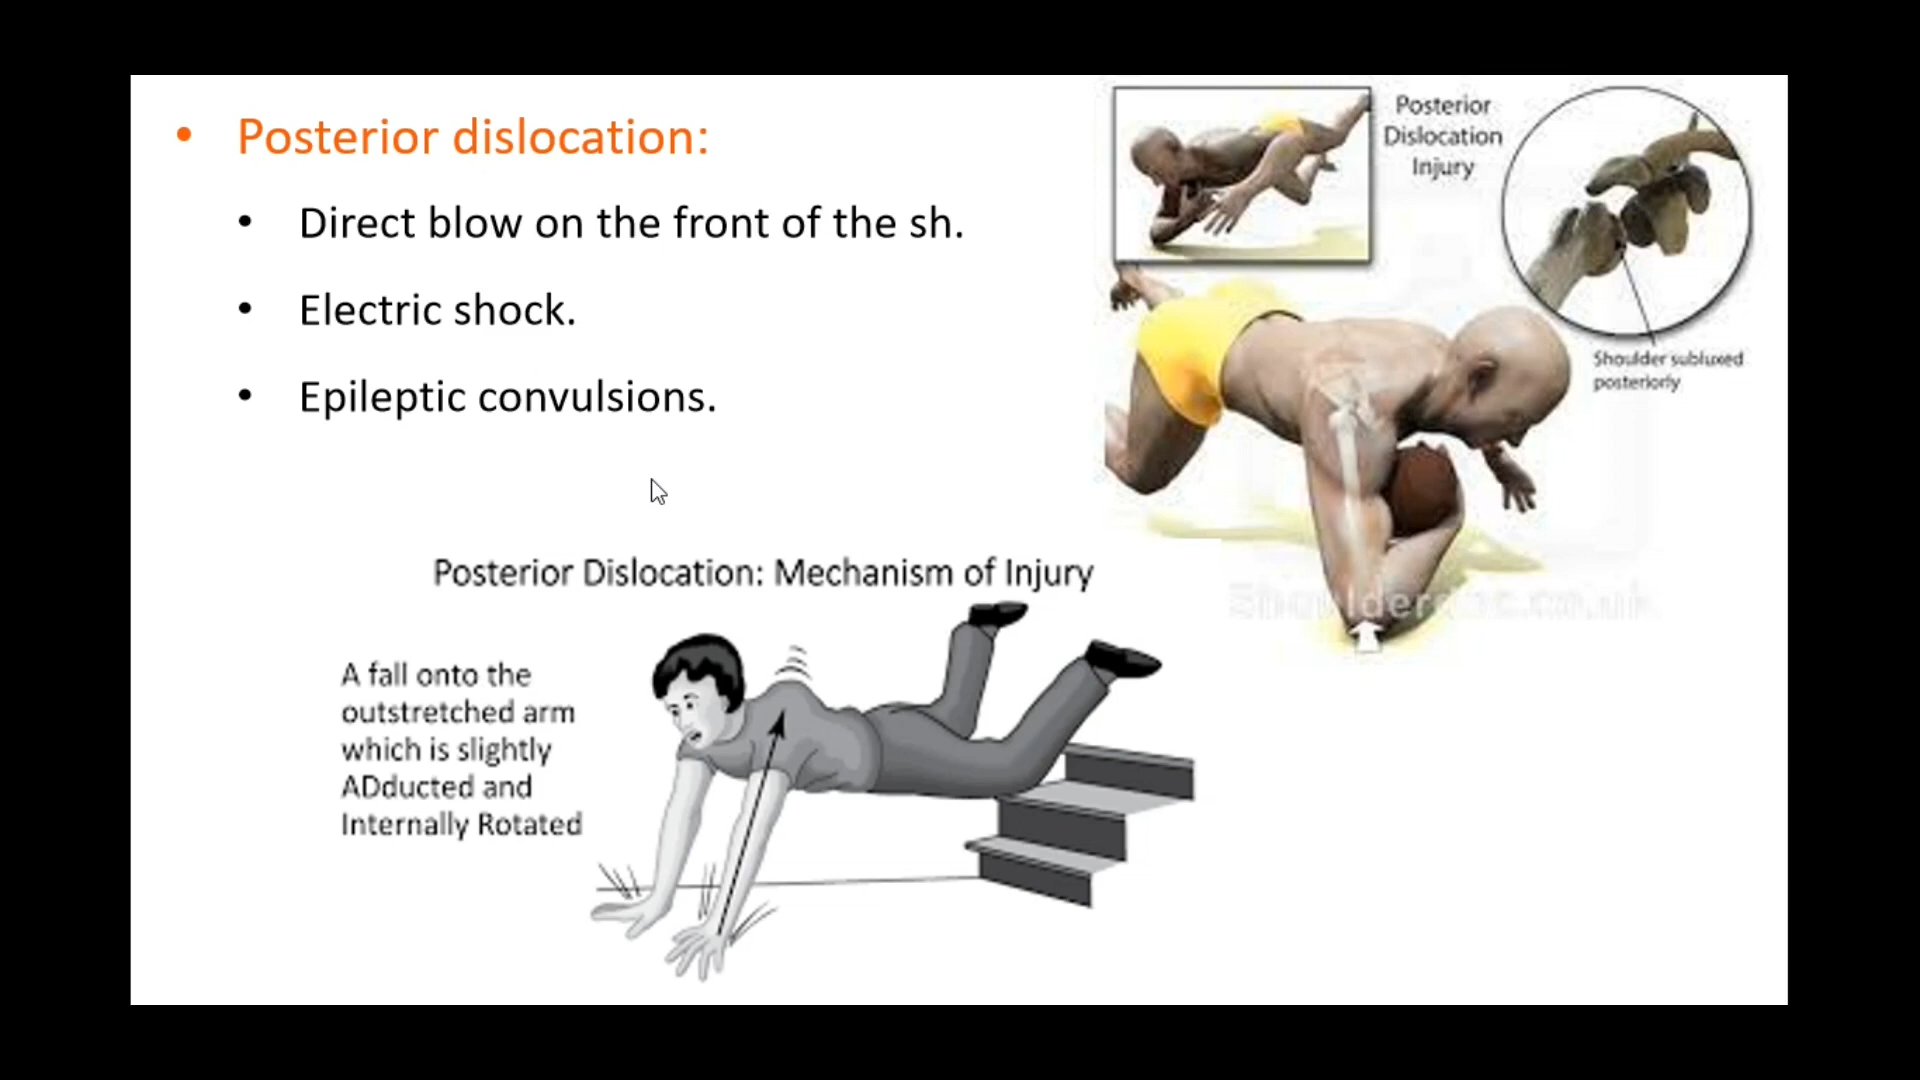 • Posterior dislocation:
• Direct blow on the front of the sh.
• Electric shock.
• Epileptic convulsions.
Posterior
Dislocation
Injury
Shoulder subluxed
posteriorly
Posterior Dislocation: Mechanism of Injury
A fall onto the
outstretched arm
which is slightly
ADducted and
Internally Rotated